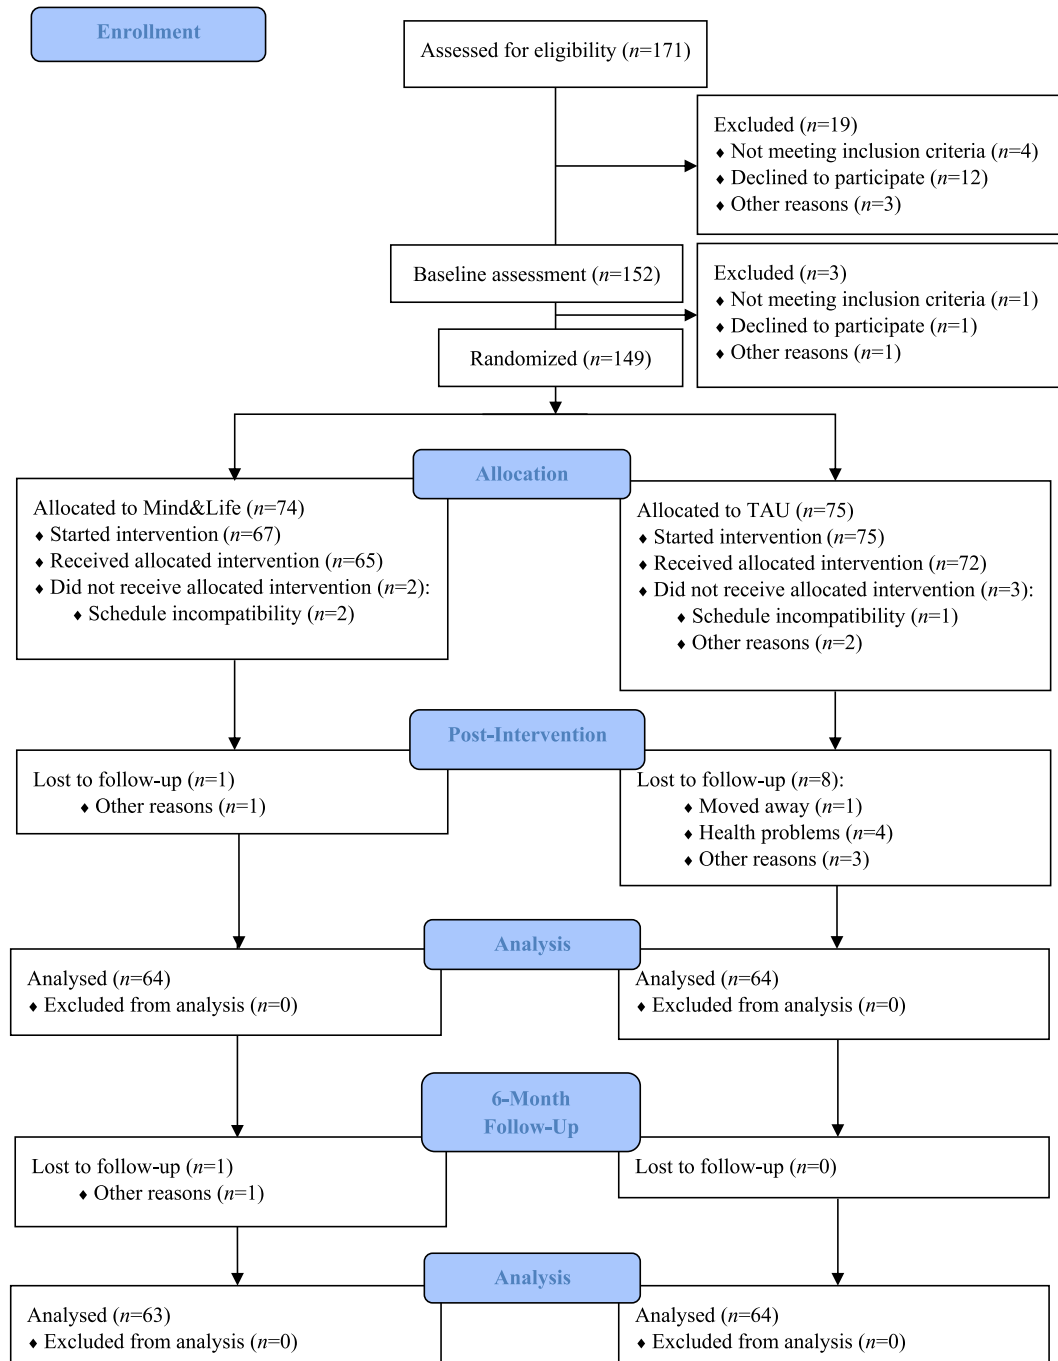 Enrollment
Assessed for eligibility (n=171)
Excluded (n=19)
♦ Not meeting inclusion criteria (n=4)
♦ Declined to participate (n=12)
♦ Other reasons (n=3)
Baseline assessment (n=152)
Excluded (n=3)
♦ Not meeting inclusion criteria (n=1)
♦ Declined to participate (n=1)
♦ Other reasons (n=1)
Randomized (n=149)
Allocation
Allocated to Mind&Life (n=74)
♦ Started intervention (n=67)
♦ Received allocated intervention (n=65)
♦ Did not receive allocated intervention (n=2):
♦ Schedule incompatibility (n=2)
Allocated to TAU (n=75)
♦ Started intervention (n=75)
♦ Received allocated intervention (n=72)
♦ Did not receive allocated intervention (n=3):
♦ Schedule incompatibility (n=1)
♦ Other reasons (n=2)
Post-Intervention
Lost to follow-up (n=1)
♦ Other reasons (n=1)
Lost to follow-up (n=8):
♦ Moved away (n=1)
♦ Health problems (n=4)
♦ Other reasons (n=3)
Analysis
Analysed (n=64)
♦ Excluded from analysis (n=0)
Analysed (n=64)
♦ Excluded from analysis (n=0)
6-Month
Follow-Up
Lost to follow-up (n=1)
♦ Other reasons (n=1)
Lost to follow-up (n=0)
Analysis
Analysed (n=63)
♦ Excluded from analysis (n=0)
Analysed (n=64)
♦ Excluded from analysis (n=0)